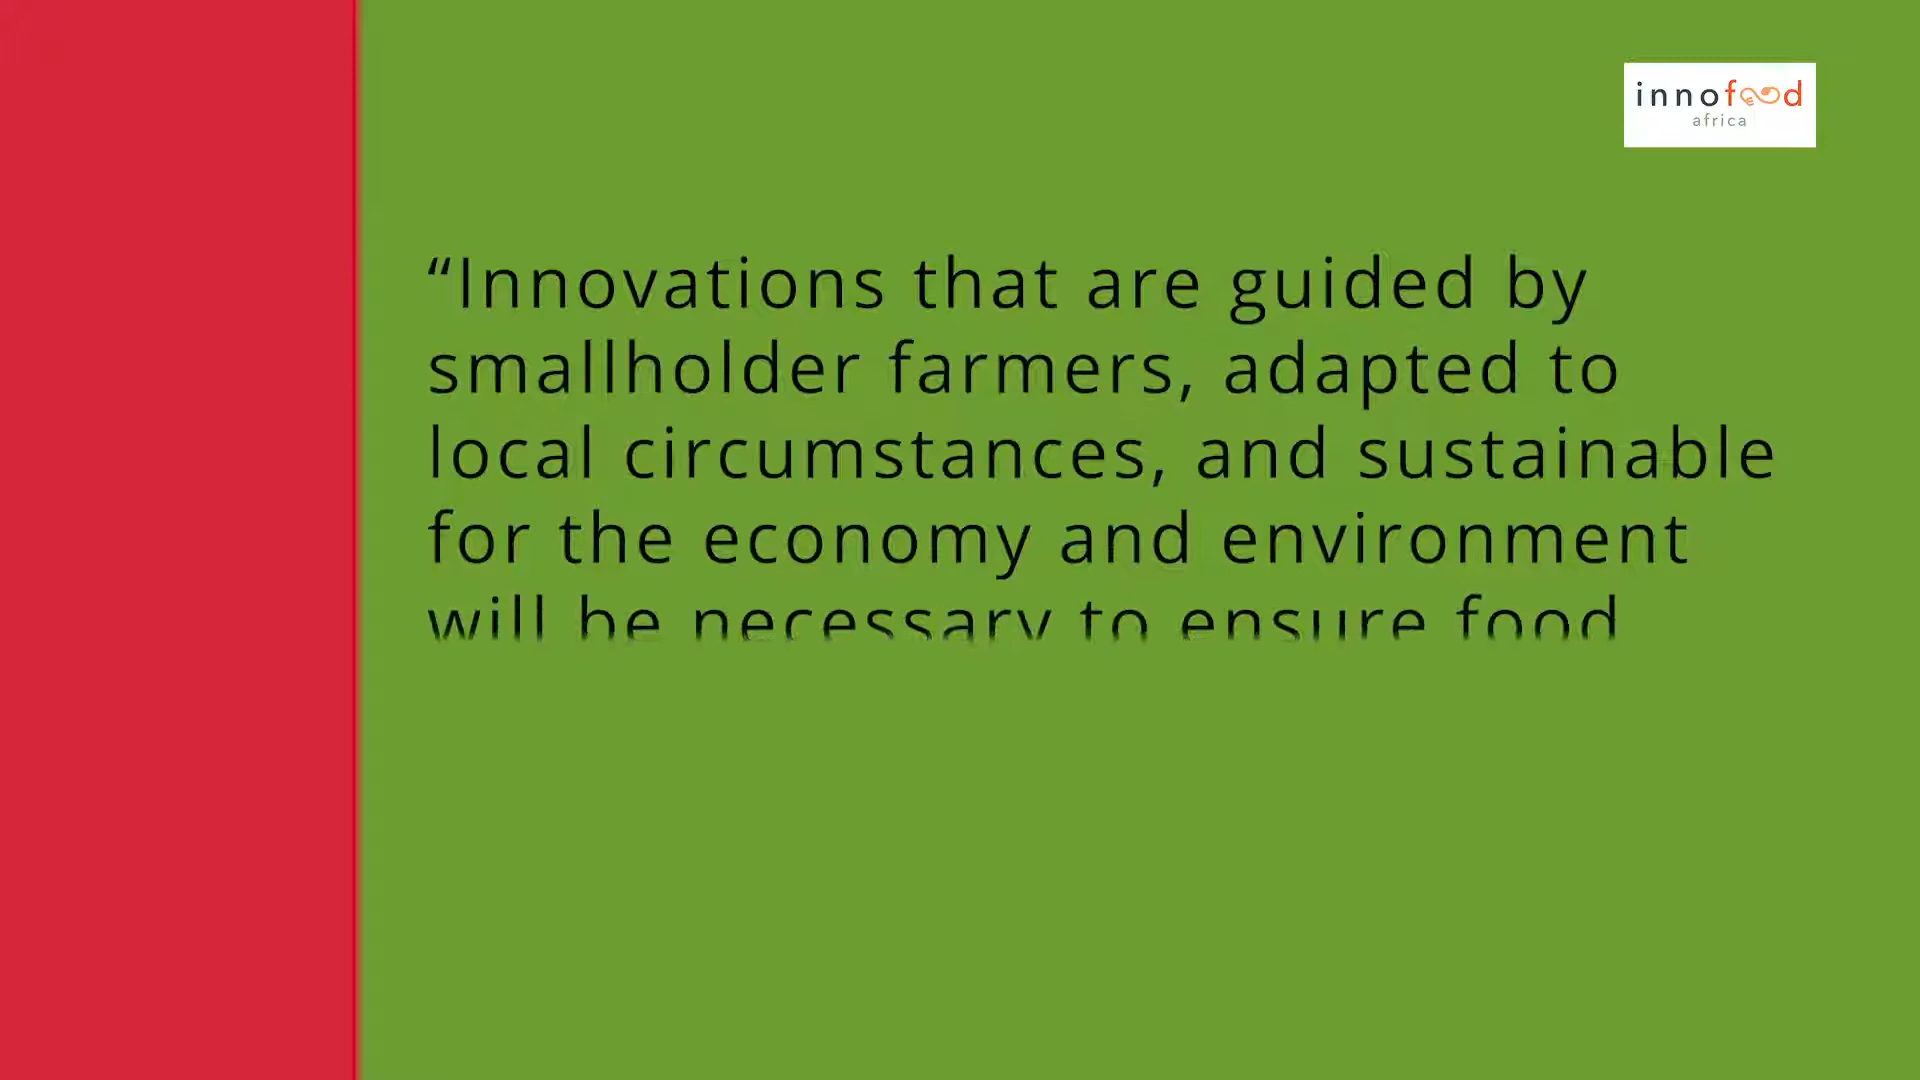 innofood
africa
“Innovations that are guided by
smallholder farmers, adapted to
local circumstances, and sustainable
for the economy and environment
will be necessary to ensure food